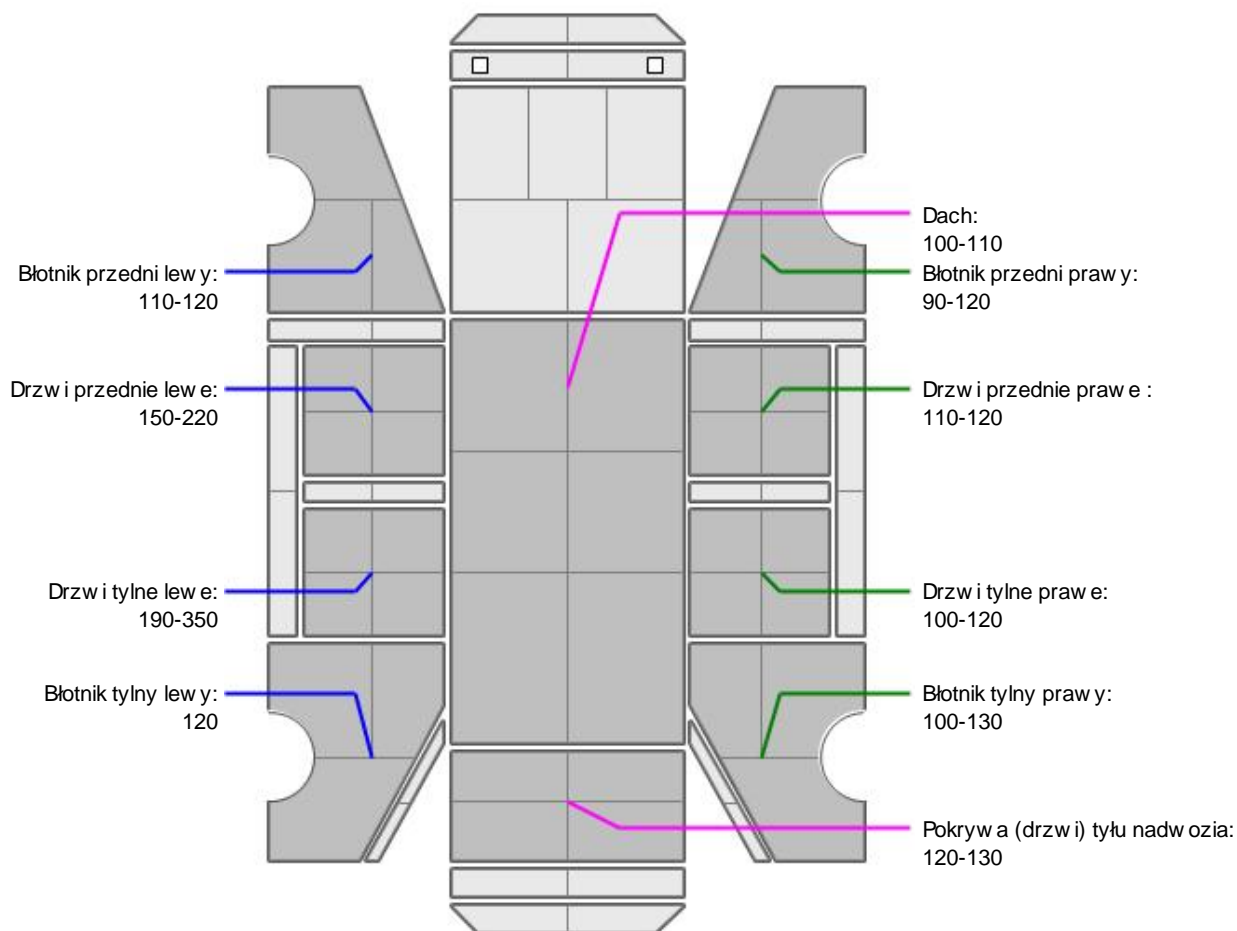 Dach:
100-110
Błotnik przedni lewy:
110-120
Błotnik przedni prawy:
90-120
Drzwi przednie lewe:
150-220
Drzwi przednie prawe :
110-120
Drzwi tylne lewe:
190-350
Drzwi tylne prawe:
100-120
Błotnik tylny lewy:
120
Błotnik tylny prawy:
100-130
Pokrywa (drzwi) tyłu nadwozia:
120-130